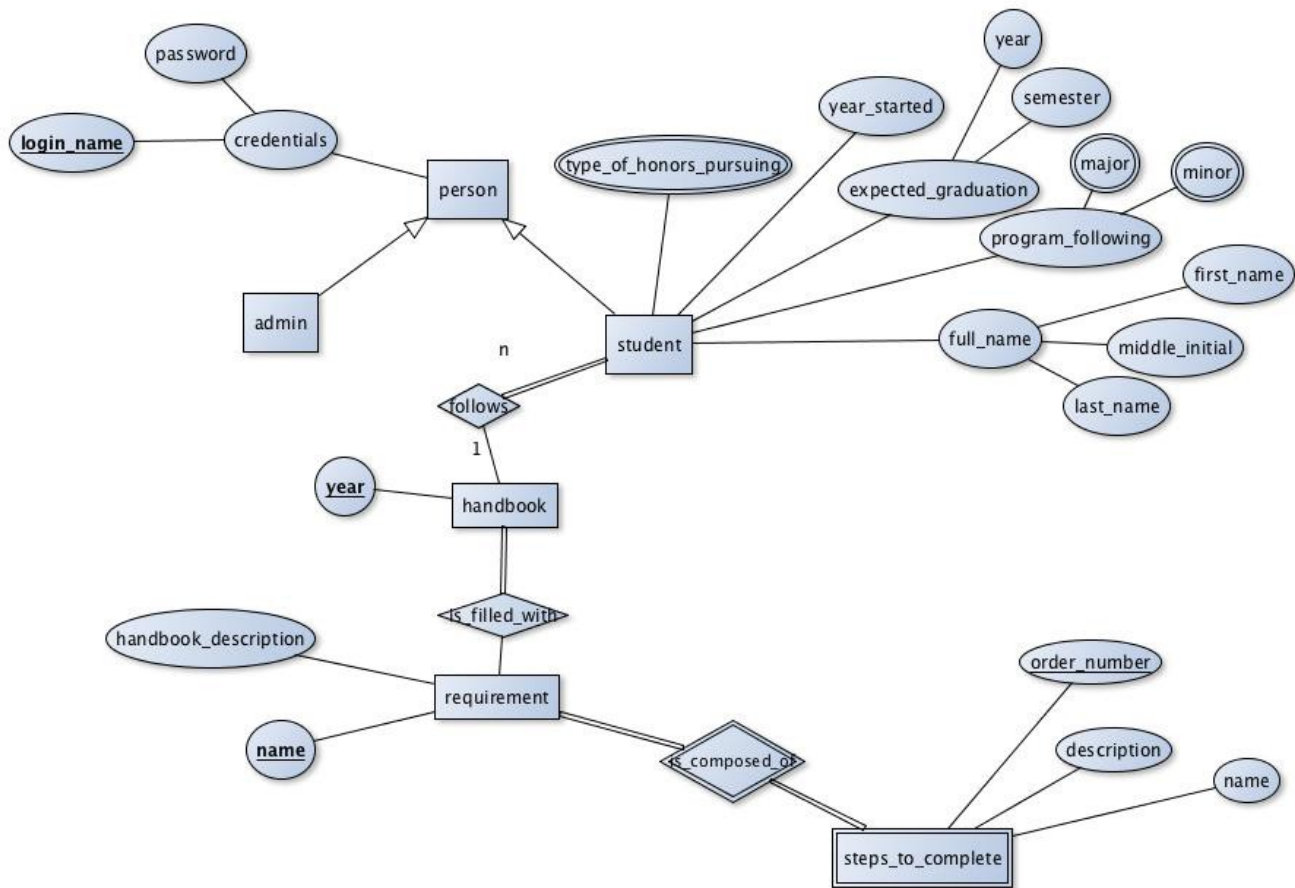 year
password
semester
year_started
login_name
credentials
type_of_honors_pursuing
major
minor
expected_graduation
person
program_following
first_name
admin
n
student
full_name
middle_initial
follows
last_name
1
year
handbook
is_filled_with
handbook_description
order_number
requirement
name
is_composed_of
description
name
steps_to_complete